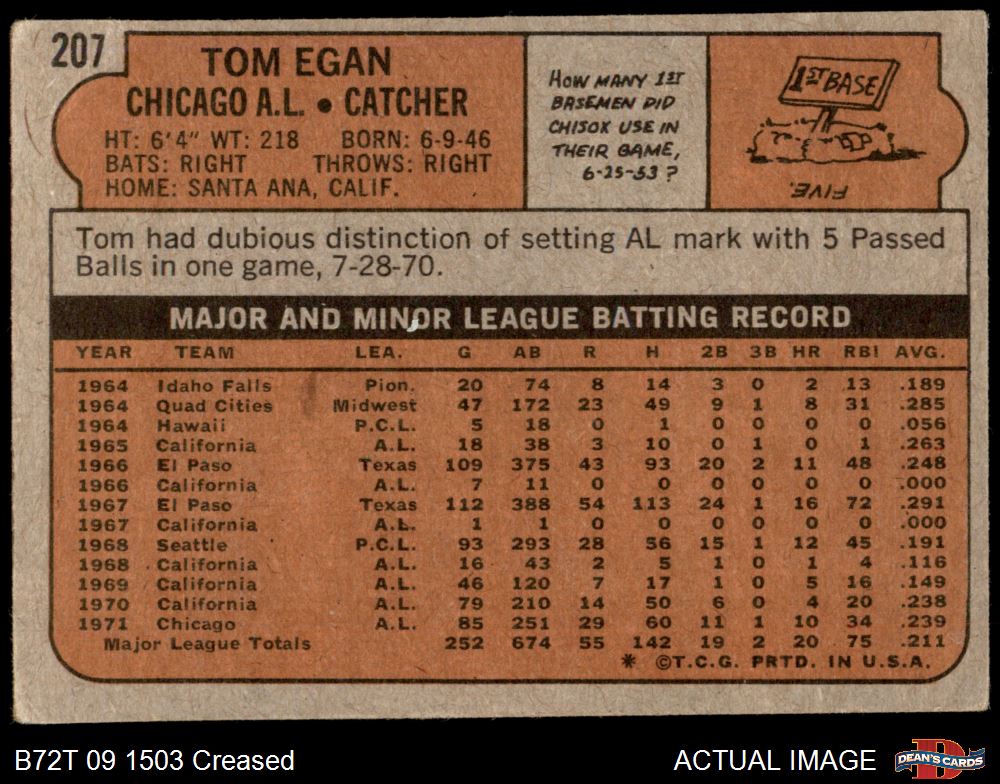 207
TOM EGAN
CHICAGO A.L. • CATCHER
HT: 6'4" WT: 218 BORN: 6-9-46
BATS: RIGHT THROWS: RIGHT
HOME: SANTA ANA, CALIF.
HOW MANY 1ST
BASEMEN DID
CHISOX USE IN
THEIR GAME,
6-25-53?
1ST BASE
FIVE.
Tom had dubious distinction of setting AL mark with 5 Passed
Balls in one game, 7-28-70.
MAJOR AND MINOR LEAGUE BATTING RECORD
YEAR TEAM LEA. G AB R H 2B 3B HR RBI AVG.
1964 Idaho Falls Pion. 20 74 8 14 3 0 2 13 .189
1964 Quad Cities Midwest 47 172 23 49 9 1 8 31 .285
1964 Hawaii P.C.L. 5 18 0 1 0 0 0 0 .056
1965 California A.L. 18 38 3 10 0 1 0 1 .263
1966 El Paso Texas 109 375 43 93 20 2 11 48 .248
1966 California A.L. 7 11 0 0 0 0 0 0 .000
1967 El Paso Texas 112 388 54 113 24 1 16 72 .291
1967 California A.L. 1 1 0 0 0 0 0 0 .000
1968 Seattle P.C.L. 93 293 28 56 15 1 12 45 .191
1968 California A.L. 16 43 2 5 1 0 1 4 .116
1969 California A.L. 46 120 7 17 1 0 5 16 .149
1970 California A.L. 79 210 14 50 6 0 4 20 .238
1971 Chicago A.L. 85 251 29 60 11 1 10 34 .239
Major League Totals 252 674 55 142 19 2 20 75 .211
* ©T.C.G. PRTD. IN U.S.A.
B72T 09 1503 Creased
ACTUAL IMAGE
DEAN'S CARDS